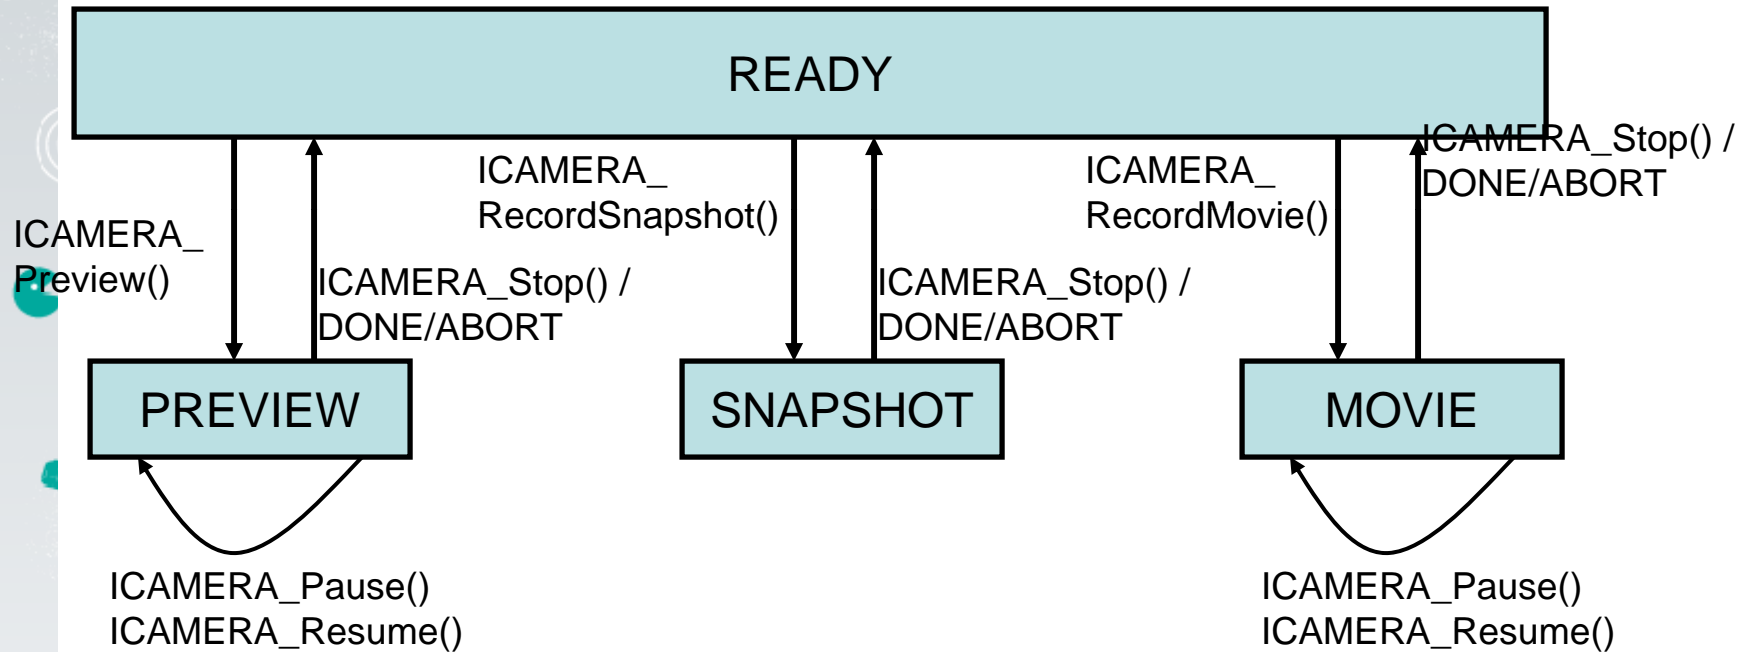 READY
ICAMERA_
Preview()
ICAMERA_Stop() /
DONE/ABORT
ICAMERA_
RecordSnapshot()
ICAMERA_Stop() /
DONE/ABORT
ICAMERA_
RecordMovie()
ICAMERA_Stop() /
DONE/ABORT
PREVIEW
SNAPSHOT
MOVIE
ICAMERA_Pause()
ICAMERA_Resume()
ICAMERA_Pause()
ICAMERA_Resume()